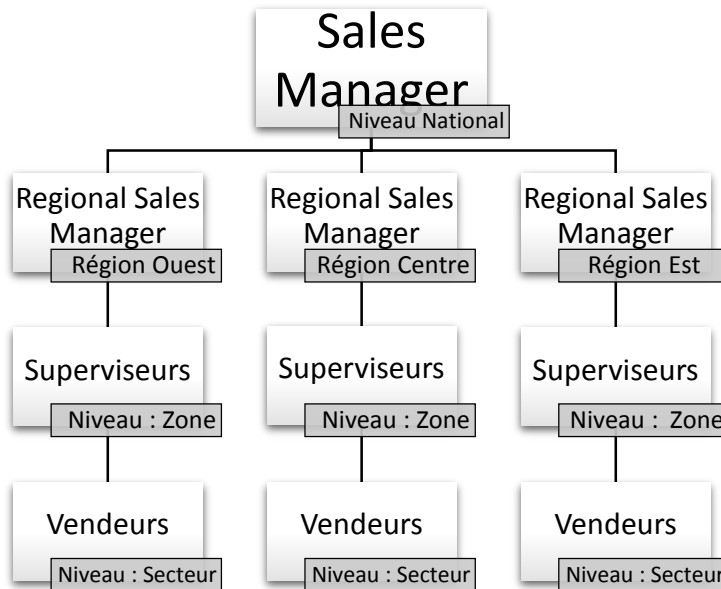 Sales
Manager
Niveau National
Regional Sales
Manager
Région Ouest
Regional Sales
Manager
Région Centre
Regional Sales
Manager
Région Est
Superviseurs
Niveau : Zone
Superviseurs
Niveau : Zone
Superviseurs
Niveau : Zone
Vendeurs
Niveau : Secteur
Vendeurs
Niveau : Secteur
Vendeurs
Niveau : Secteur